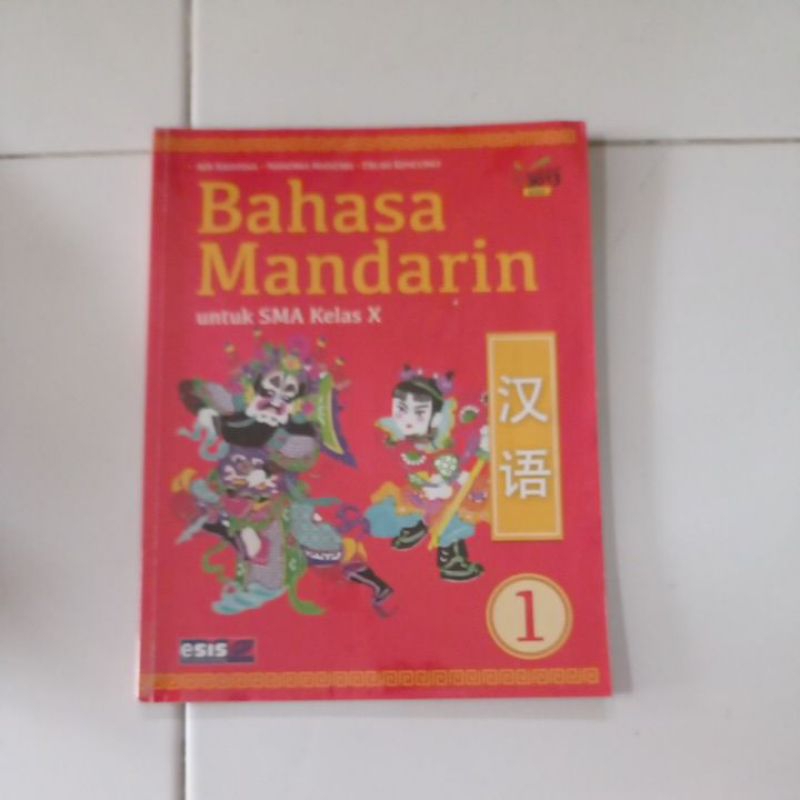 Bahasa
Mandarin
untuk SMA Kelas X
汉
语
1
esis